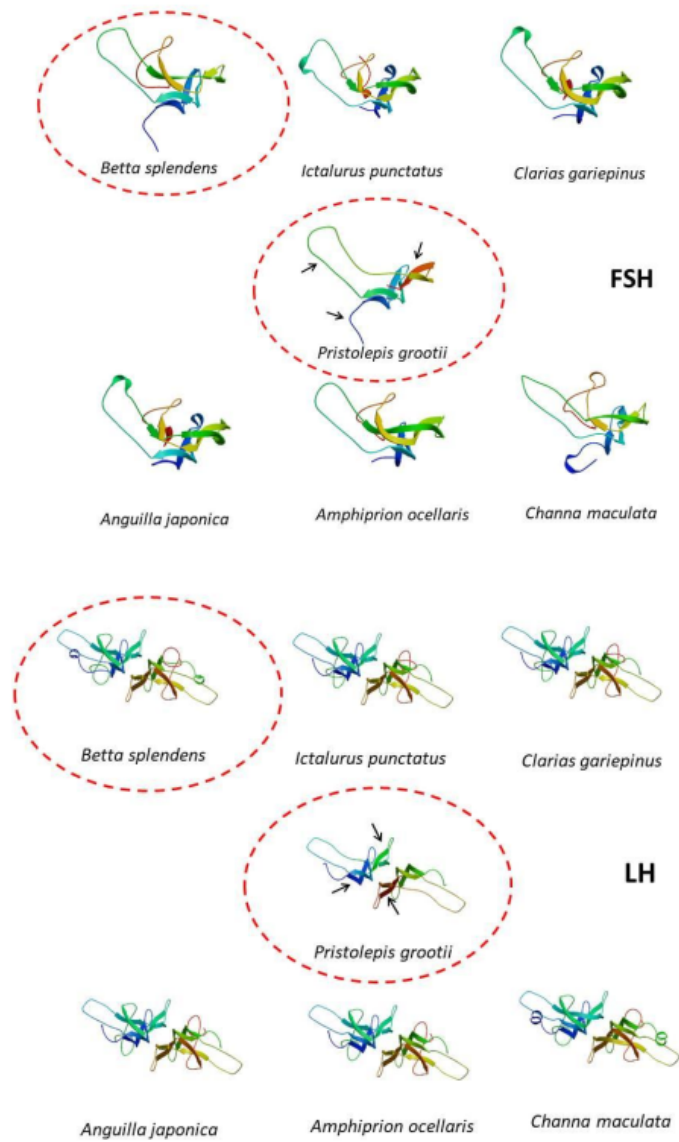 Betta splendens
Ictalurus punctatus
Clarias gariepinus
FSH
Pristolepis grootii
Anguilla japonica
Amphiprion ocellaris
Channa maculata
Betta splendens
Ictalurus punctatus
Clarias gariepinus
LH
Pristolepis grootii
Anguilla japonica
Amphiprion ocellaris
Channa maculata